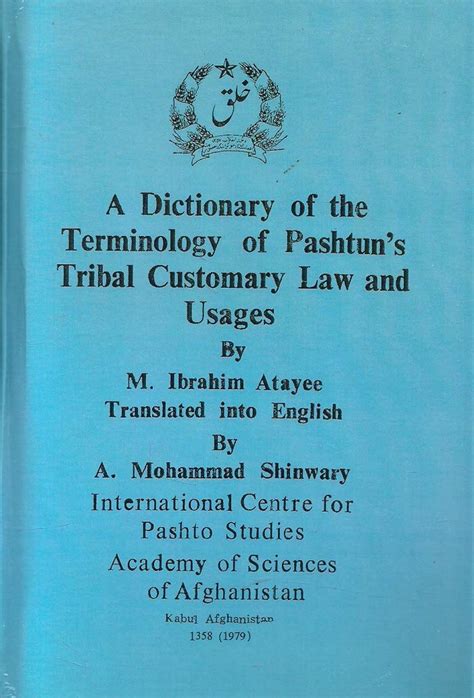 خلق
A Dictionary of the
Terminology of Pashtun's
Tribal Customary Law and
Usages
By
M. Ibrahim Atayee
Translated into English
By
A. Mohammad Shinwary
International Centre for
Pashto Studies
Academy of Sciences
of Afghanistan
Kabul Afghanistan
1358 (1979)